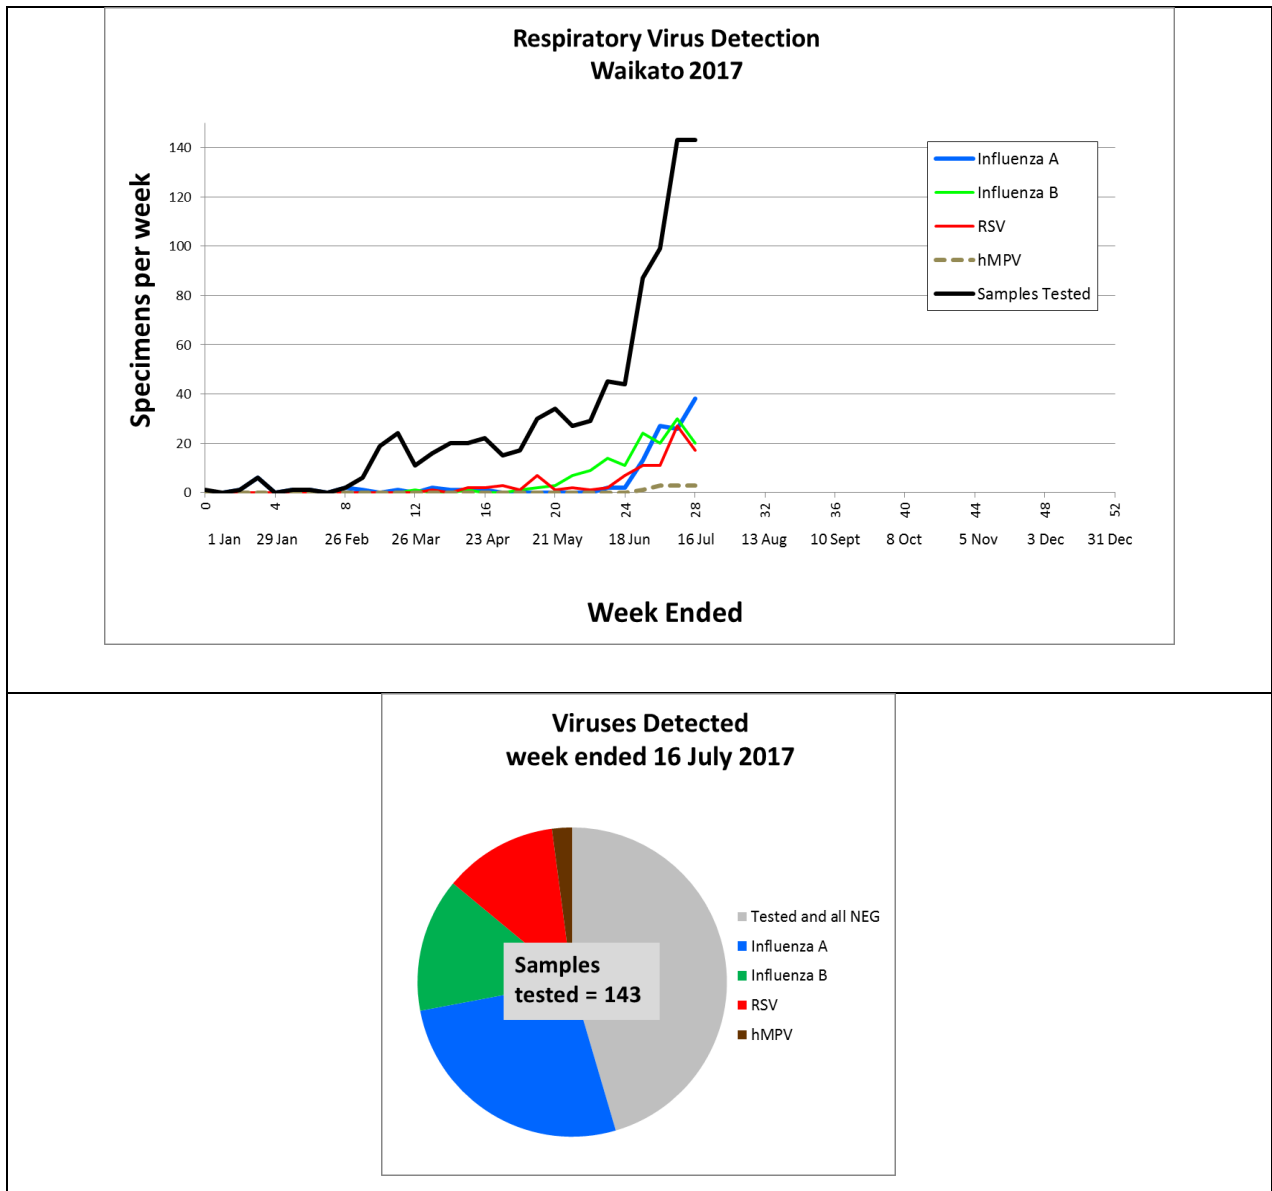 Respiratory Virus Detection
Waikato 2017
Specimens per week
140
120
100
80
60
40
20
0
Influenza A
Influenza B
RSV
hMPV
Samples Tested
0 4 8 12 16 20 24 28 32 36 40 44 48 52
1 Jan 29 Jan 26 Feb 26 Mar 23 Apr 21 May 18 Jun 16 Jul 13 Aug 10 Sept 8 Oct 5 Nov 3 Dec 31 Dec
Week Ended
Viruses Detected
week ended 16 July 2017
Samples
tested = 143
Tested and all NEG
Influenza A
Influenza B
RSV
hMPV